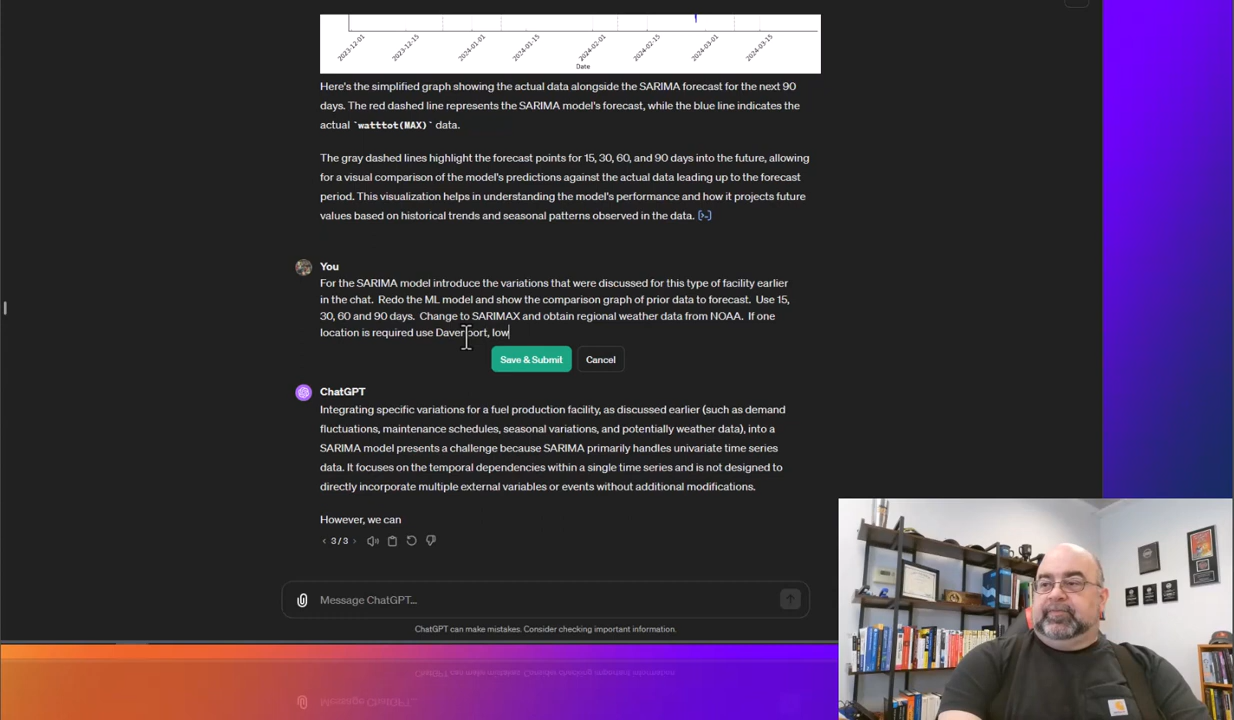 2023-12-01
2023-12-15
2024-01-01
2024-01-15
2024-02-01
2024-02-15
2024-03-01
2024-03-15
Date
Here's the simplified graph showing the actual data alongside the SARIMA forecast for the next 90
days. The red dashed line represents the SARIMA model's forecast, while the blue line indicates the
actual `watttot(MAX)` data.
The gray dashed lines highlight the forecast points for 15, 30, 60, and 90 days into the future, allowing
for a visual comparison of the model's predictions against the actual data leading up to the forecast
period. This visualization helps in understanding the model's performance and how it projects future
values based on historical trends and seasonal patterns observed in the data. [>-]
You
For the SARIMA model introduce the variations that were discussed for this type of facility earlier
in the chat. Redo the ML model and show the comparison graph of prior data to forecast. Use 15,
30, 60 and 90 days. Change to SARIMAX and obtain regional weather data from NOAA. If one
location is required use Davenport, Iow
Save & Submit
Cancel
ChatGPT
Integrating specific variations for a fuel production facility, as discussed earlier (such as demand
fluctuations, maintenance schedules, seasonal variations, and potentially weather data), into a
SARIMA model presents a challenge because SARIMA primarily handles univariate time series
data. It focuses on the temporal dependencies within a single time series and is not designed to
directly incorporate multiple external variables or events without additional modifications.
However, we can
< 3/3 >
Message ChatGPT...
ChatGPT can make mistakes. Consider checking important information.